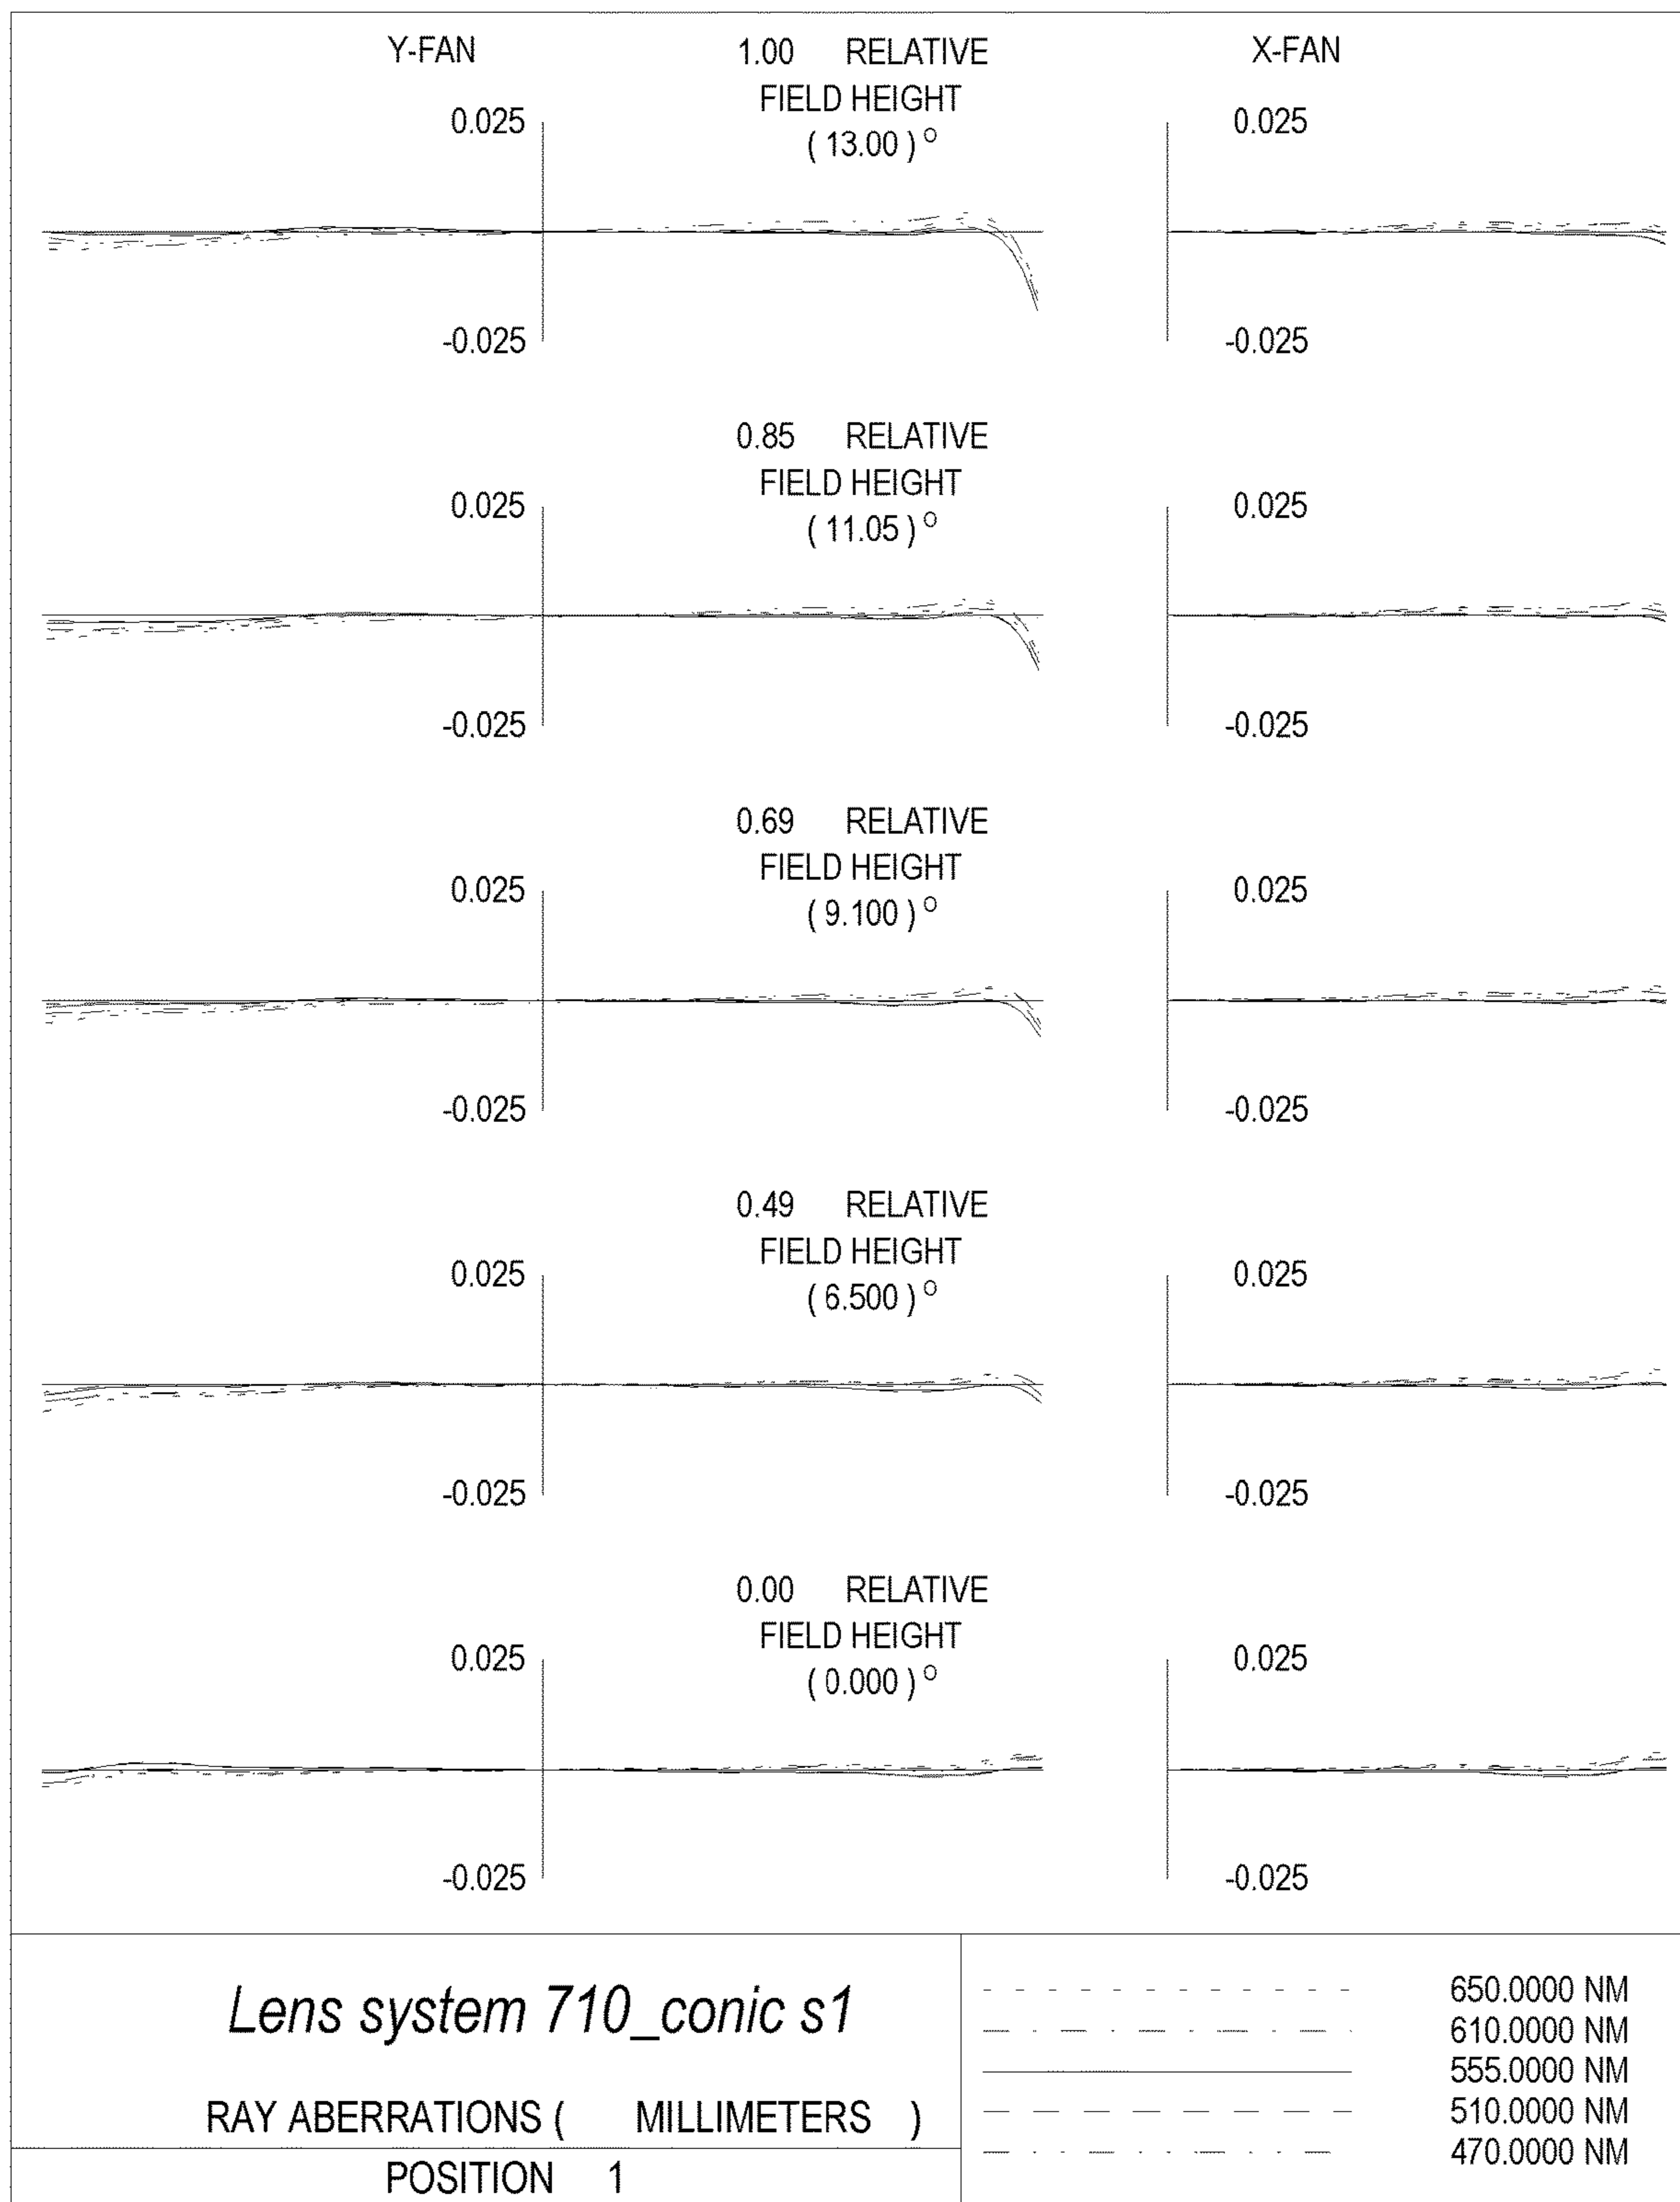 Y-FAN 1.00 RELATIVE X-FAN
FIELD HEIGHT
0.025 ( 13.00 ) O 0.025
-0.025 -0.025
0.85 RELATIVE
FIELD HEIGHT
0.025 ( 11.05 ) O 0.025
-0.025 -0.025
0.69 RELATIVE
FIELD HEIGHT
0.025 ( 9.100 ) O 0.025
-0.025 -0.025
0.49 RELATIVE
FIELD HEIGHT
0.025 ( 6.500 ) O 0.025
-0.025 -0.025
0.00 RELATIVE
FIELD HEIGHT
0.025 ( 0.000 ) O 0.025
-0.025 -0.025
Lens system 710_conic s1
RAY ABERRATIONS ( MILLIMETERS )
POSITION 1
650.0000 NM
610.0000 NM
555.0000 NM
510.0000 NM
470.0000 NM